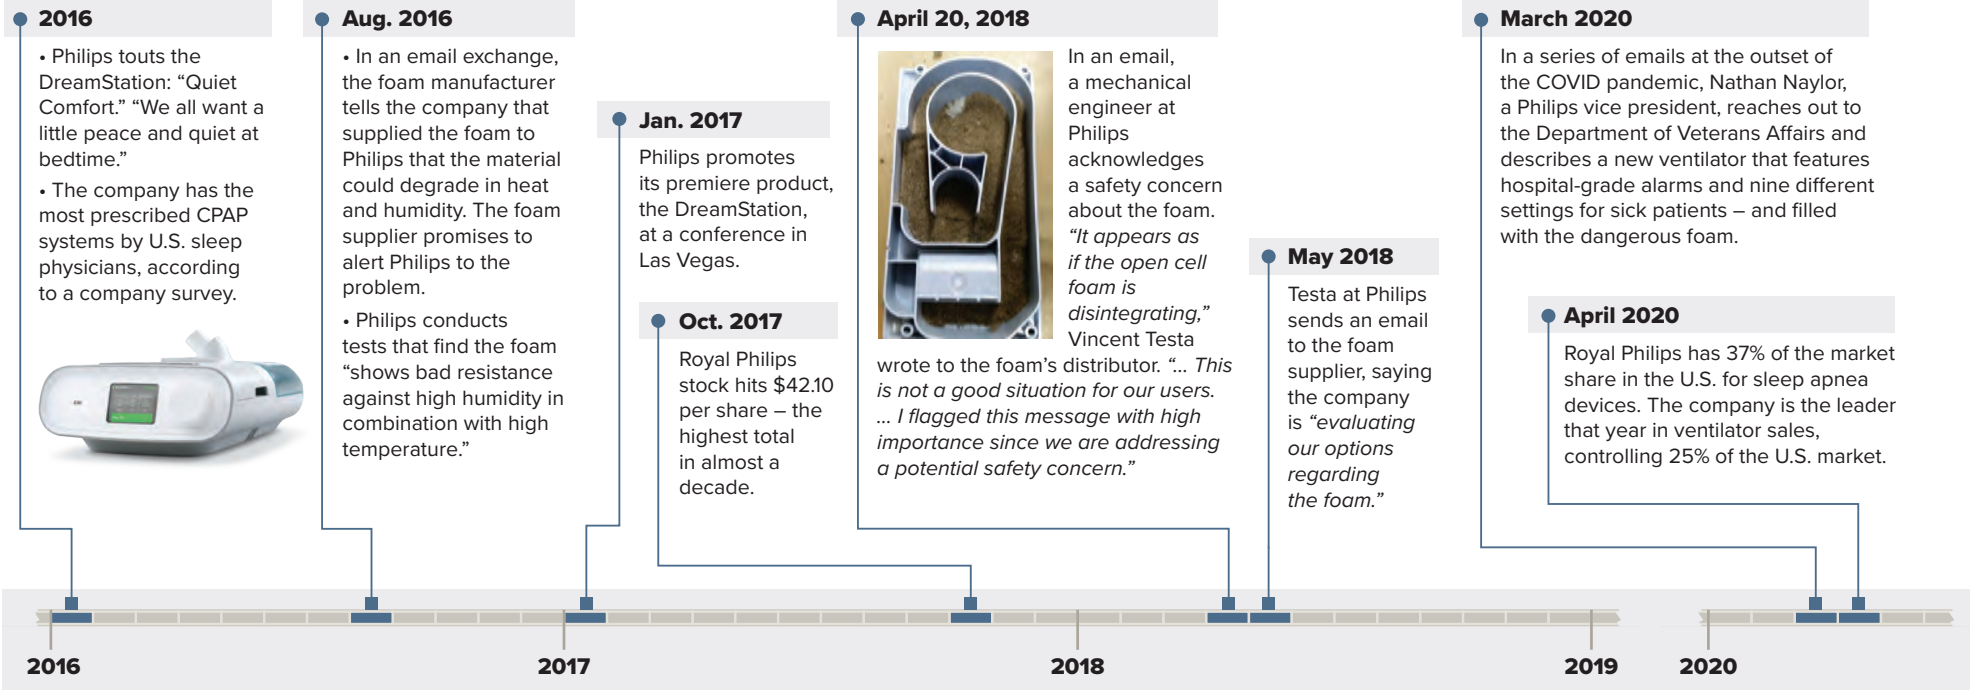 2016
• Philips touts the
DreamStation: “Quiet
Comfort.” “We all want a
little peace and quiet at
bedtime.”
• The company has the
most prescribed CPAP
systems by U.S. sleep
physicians, according
to a company survey.
Aug. 2016
• In an email exchange,
the foam manufacturer
tells the company that
supplied the foam to
Philips that the material
could degrade in heat
and humidity. The foam
supplier promises to
alert Philips to the
problem.
• Philips conducts
tests that find the foam
“shows bad resistance
against high humidity in
combination with high
temperature.”
Jan. 2017
Philips promotes
its premiere product,
the DreamStation,
at a conference in
Las Vegas.
Oct. 2017
Royal Philips
stock hits $42.10
per share – the
highest total
in almost a
decade.
April 20, 2018
In an email,
a mechanical
engineer at
Philips
acknowledges
a safety concern
about the foam.
“It appears as
if the open cell
foam is
disintegrating,”
Vincent Testa
wrote to the foam’s distributor. “... This
is not a good situation for our users.
... I flagged this message with high
importance since we are addressing
a potential safety concern.”
May 2018
Testa at Philips
sends an email
to the foam
supplier, saying
the company
is “evaluating
our options
regarding
the foam.”
March 2020
In a series of emails at the outset of
the COVID pandemic, Nathan Naylor,
a Philips vice president, reaches out to
the Department of Veterans Affairs and
describes a new ventilator that features
hospital-grade alarms and nine different
settings for sick patients – and filled
with the dangerous foam.
April 2020
Royal Philips has 37% of the market
share in the U.S. for sleep apnea
devices. The company is the leader
that year in ventilator sales,
controlling 25% of the U.S. market.
2016
2017
2018
2019
2020